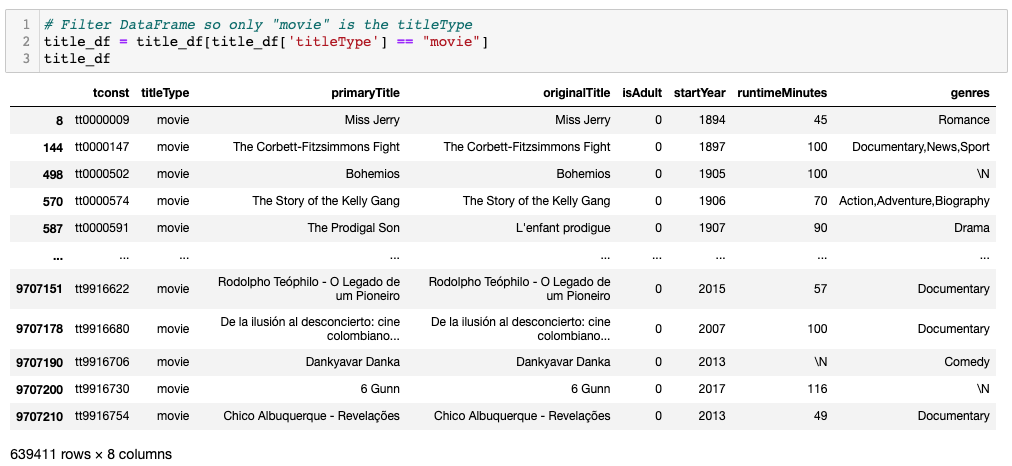 1 # Filter DataFrame so only "movie" is the titleType
2 title_df = title_df[title_df['titleType'] == "movie"]
3 title_df
tconst titleType primaryTitle originalTitle isAdult startYear runtimeMinutes genres
8 tt0000009 movie Miss Jerry Miss Jerry 0 1894 45 Romance
144 tt0000147 movie The Corbett-Fitzsimmons Fight The Corbett-Fitzsimmons Fight 0 1897 100 Documentary,News,Sport
498 tt0000502 movie Bohemios Bohemios 0 1905 100 \N
570 tt0000574 movie The Story of the Kelly Gang The Story of the Kelly Gang 0 1906 70 Action,Adventure,Biography
587 tt0000591 movie The Prodigal Son L'enfant prodigue 0 1907 90 Drama
... ... ... ... ... ... ... ... ...
Rodolpho Teóphilo - O Legado de Rodolpho Teóphilo - O Legado de
9707151 tt9916622 movie 0 2015 57 Documentary
um Pioneiro um Pioneiro
De la ilusión al desconcierto: cine De la ilusión al desconcierto: cine
9707178 tt9916680 movie 0 2007 100 Documentary
colombiano... colombiano...
9707190 tt9916706 movie Dankyavar Danka Dankyavar Danka 0 2013 \N Comedy
9707200 tt9916730 movie 6 Gunn 6 Gunn 0 2017 116 \N
9707210 tt9916754 movie Chico Albuquerque - Revelações Chico Albuquerque - Revelações 0 2013 49 Documentary
639411 rows × 8 columns